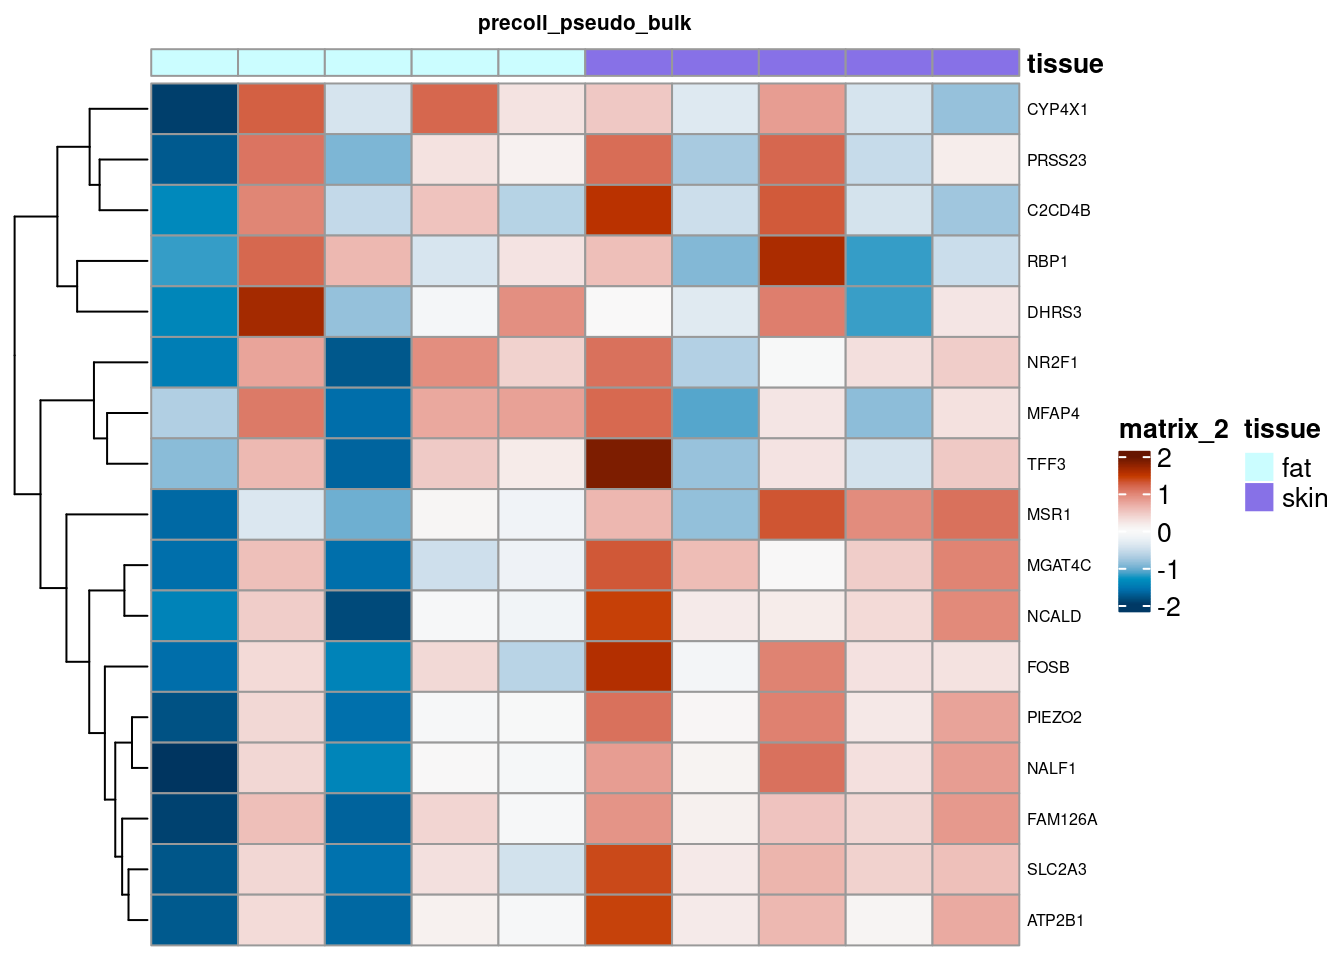 precoll_pseudo_bulk
tissue
CYP4X1
PRSS23
C2CD4B
RBP1
DHRS3
NR2F1
MFAP4
TFF3
MSR1
MGAT4C
NCALD
FOSB
PIEZO2
NALF1
FAM126A
SLC2A3
ATP2B1
matrix_2
2
1
0
-1
-2
tissue
fat
skin